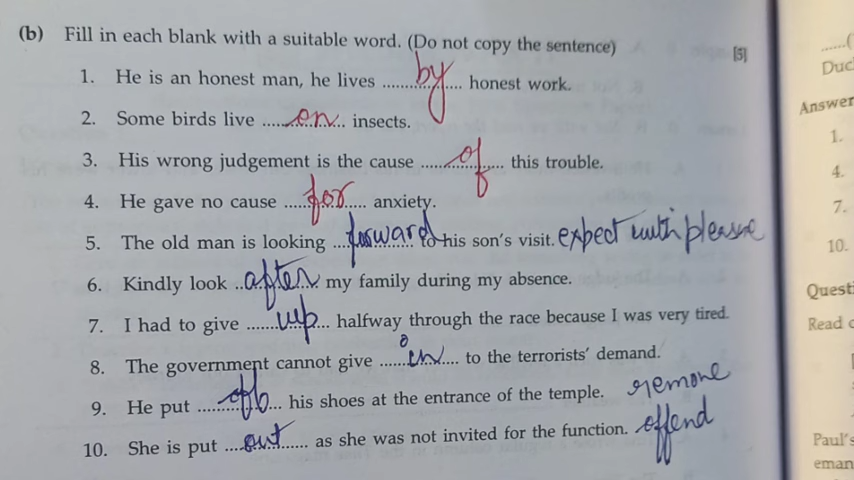 (b) Fill in each blank with a suitable word. (Do not copy the sentence) [5]
1. He is an honest man, he lives ....by.... honest work.
2. Some birds live ....on.... insects.
3. His wrong judgement is the cause ....of.... this trouble.
4. He gave no cause ....for.... anxiety.
5. The old man is looking ....forward.... to his son's visit. expect with pleasure
6. Kindly look ....after.... my family during my absence.
7. I had to give ....up.... halfway through the race because I was very tired.
8. The government cannot give ....in.... to the terrorists' demand.
9. He put ....off.... his shoes at the entrance of the temple. remone
10. She is put ....out.... as she was not invited for the function. offend
......(
Duc
Answer
1.
4.
7.
10.
Questi
Read c
Paul's
eman